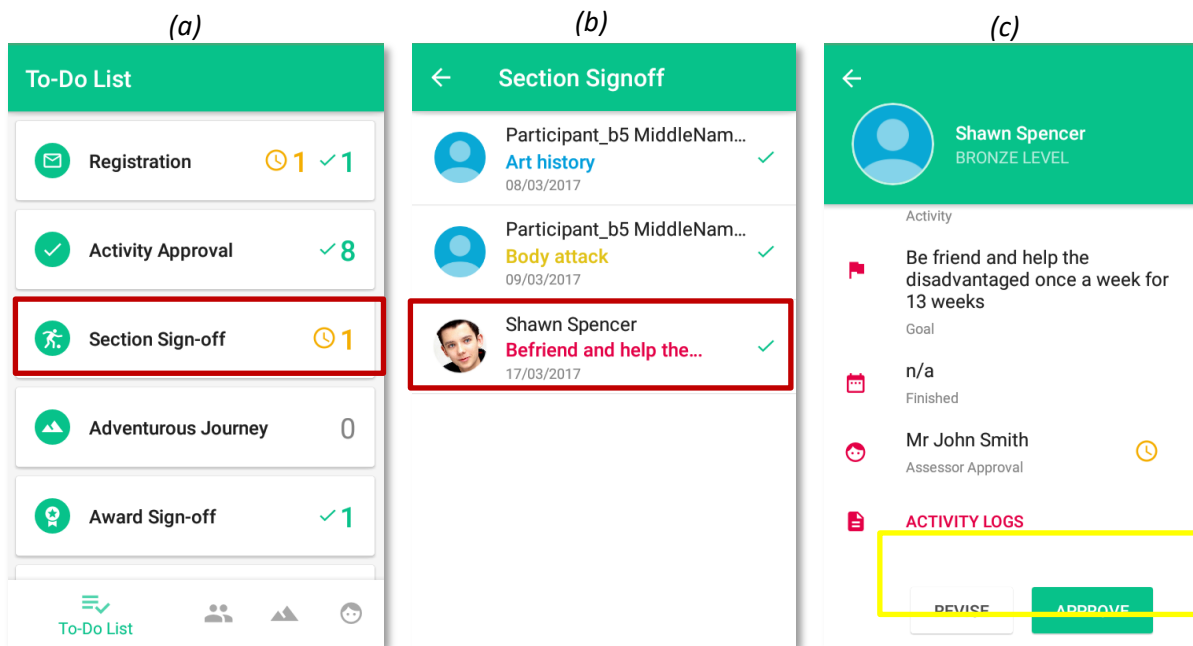 (a)
To-Do List
Registration 1 1
Activity Approval 8
Section Sign-off 1
Adventurous Journey 0
Award Sign-off 1
To-Do List
(b)
Section Signoff
Participant_b5 MiddleNam...
Art history
08/03/2017
Participant_b5 MiddleNam...
Body attack
09/03/2017
Shawn Spencer
Befriend and help the...
17/03/2017
(c)
Shawn Spencer
BRONZE LEVEL
Activity
Be friend and help the
disadvantaged once a week for
13 weeks
Goal
n/a
Finished
Mr John Smith
Assessor Approval
ACTIVITY LOGS
REVISE APPROVE